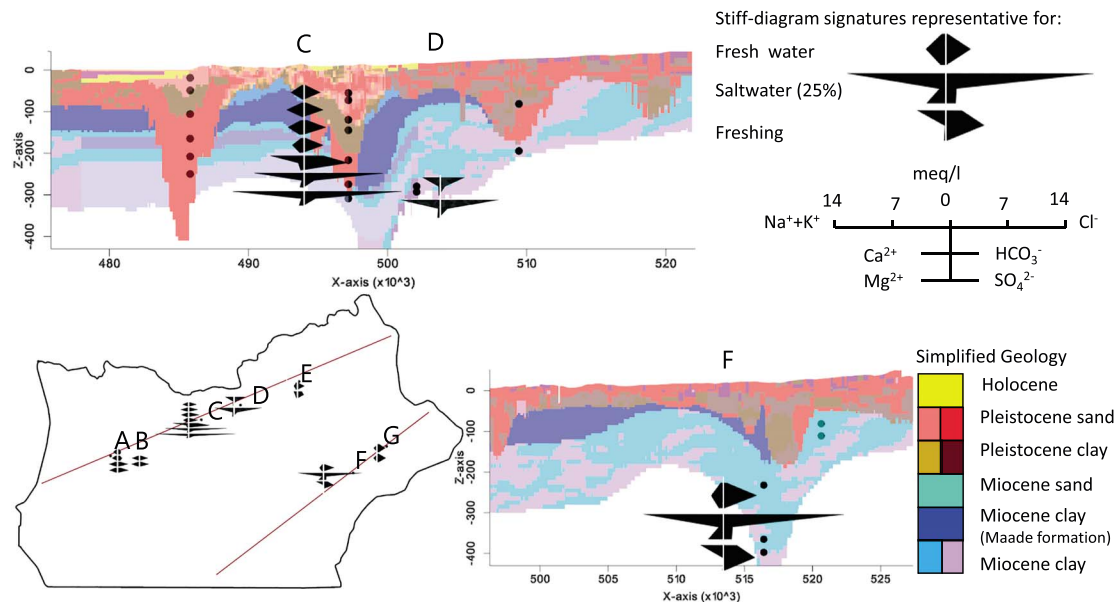 C
D
0
-100
-200
-300
-400
Z-axis
480
490
500
510
520
X-axis (x10^3)
Stiff-diagram signatures representative for:
Fresh water
Saltwater (25%)
Freshing
meq/l
14
7
0
7
14
Na⁺+K⁺
Cl⁻
Ca²⁺
HCO₃⁻
Mg²⁺
SO₄²⁻
A
B
C
D
E
F
G
F
0
-100
-200
-300
-400
Z-axis
500
505
510
515
520
525
X-axis (x10^3)
Simplified Geology
Holocene
Pleistocene sand
Pleistocene clay
Miocene sand
Miocene clay
(Maade formation)
Miocene clay